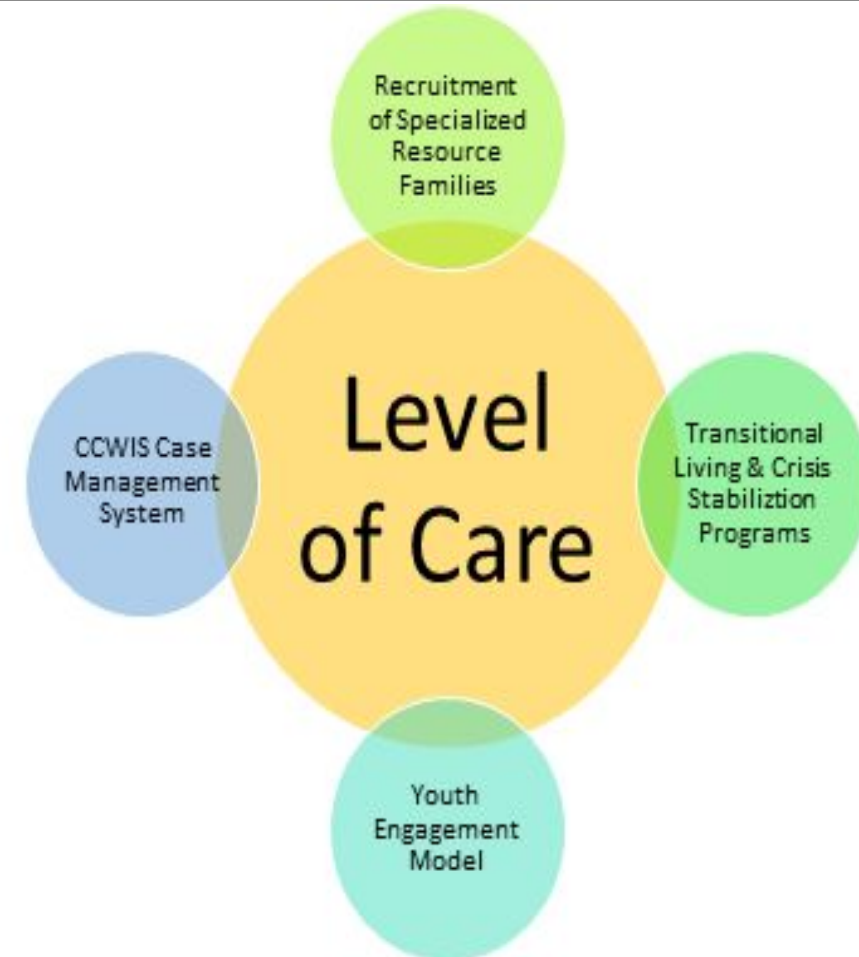 Recruitment
of Specialized
Resource
Families
Level
of Care
CCWIS Case
Management
System
Transitional
Living & Crisis
Stabiliztion
Programs
Youth
Engagement
Model